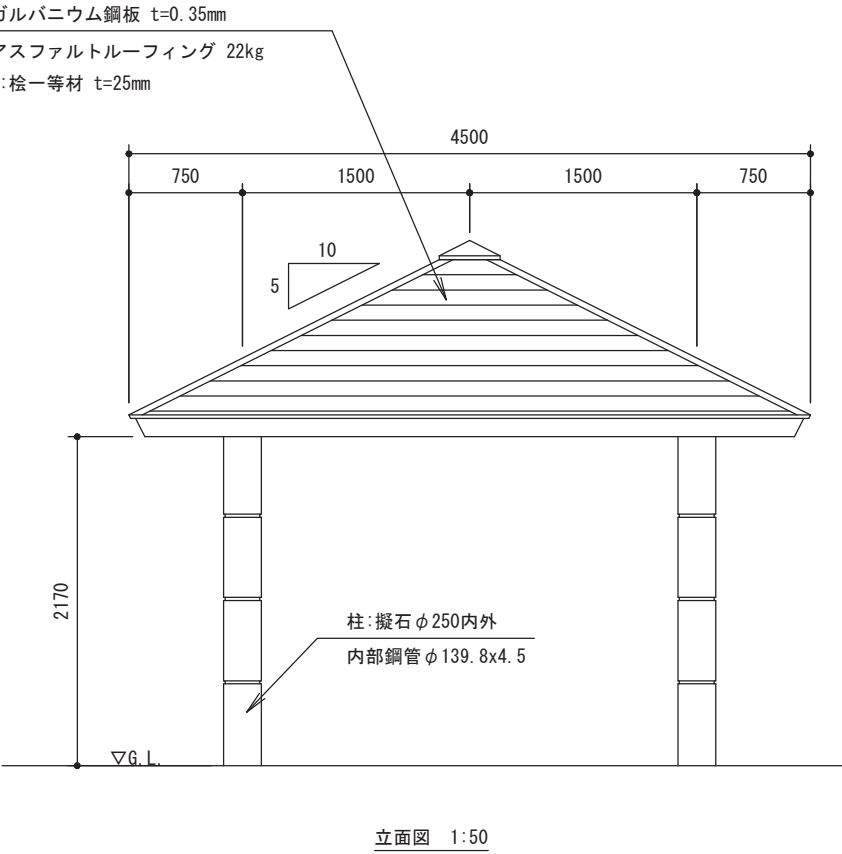 ガルバニウム鋼板 t=0.35mm
アスファルトルーフィング 22kg
:桧一等材 t=25mm
4500
750
1500
1500
750
10
5
2170
柱:擬石φ250内外
内部鋼管φ139.8x4.5
▽G.L.
立面図 1:50